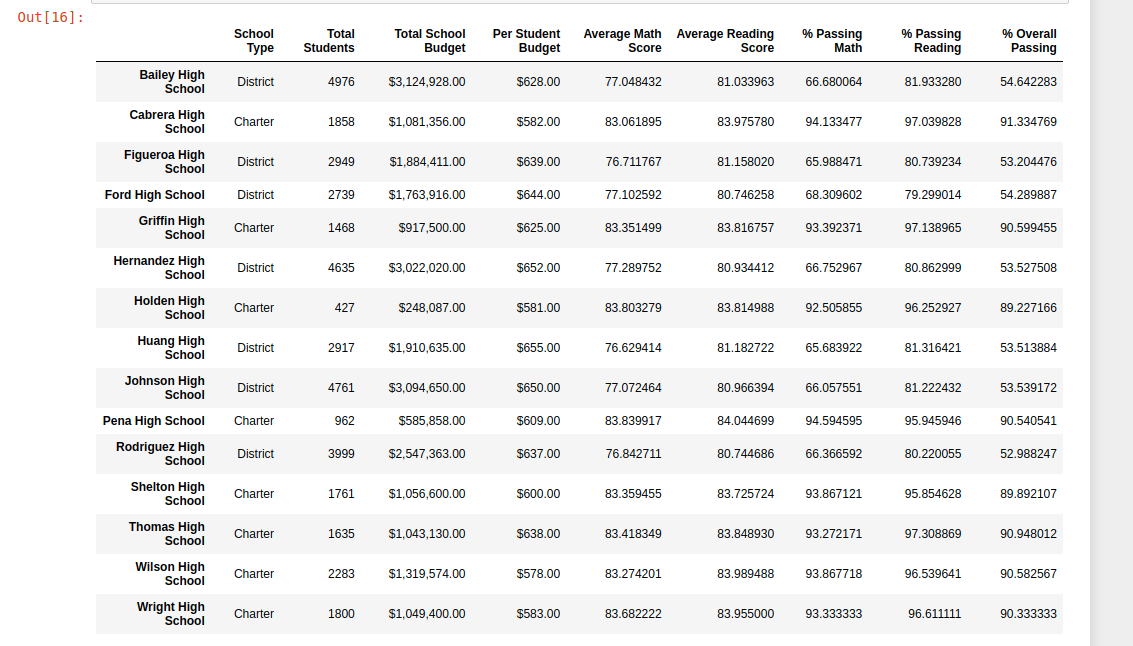 Out[16]:
School Type Total Students Total School Budget Per Student Budget Average Math Score Average Reading Score % Passing Math % Passing Reading % Overall Passing
Bailey High School District 4976 $3,124,928.00 $628.00 77.048432 81.033963 66.680064 81.933280 54.642283
Cabrera High School Charter 1858 $1,081,356.00 $582.00 83.061895 83.975780 94.133477 97.039828 91.334769
Figueroa High School District 2949 $1,884,411.00 $639.00 76.711767 81.158020 65.988471 80.739234 53.204476
Ford High School District 2739 $1,763,916.00 $644.00 77.102592 80.746258 68.309602 79.299014 54.289887
Griffin High School Charter 1468 $917,500.00 $625.00 83.351499 83.816757 93.392371 97.138965 90.599455
Hernandez High School District 4635 $3,022,020.00 $652.00 77.289752 80.934412 66.752967 80.862999 53.527508
Holden High School Charter 427 $248,087.00 $581.00 83.803279 83.814988 92.505855 96.252927 89.227166
Huang High School District 2917 $1,910,635.00 $655.00 76.629414 81.182722 65.683922 81.316421 53.513884
Johnson High School District 4761 $3,094,650.00 $650.00 77.072464 80.966394 66.057551 81.222432 53.539172
Pena High School Charter 962 $585,858.00 $609.00 83.839917 84.044699 94.594595 95.945946 90.540541
Rodriguez High School District 3999 $2,547,363.00 $637.00 76.842711 80.744686 66.366592 80.220055 52.988247
Shelton High School Charter 1761 $1,056,600.00 $600.00 83.359455 83.725724 93.867121 95.854628 89.892107
Thomas High School Charter 1635 $1,043,130.00 $638.00 83.418349 83.848930 93.272171 97.308869 90.948012
Wilson High School Charter 2283 $1,319,574.00 $578.00 83.274201 83.989488 93.867718 96.539641 90.582567
Wright High School Charter 1800 $1,049,400.00 $583.00 83.682222 83.955000 93.333333 96.611111 90.333333